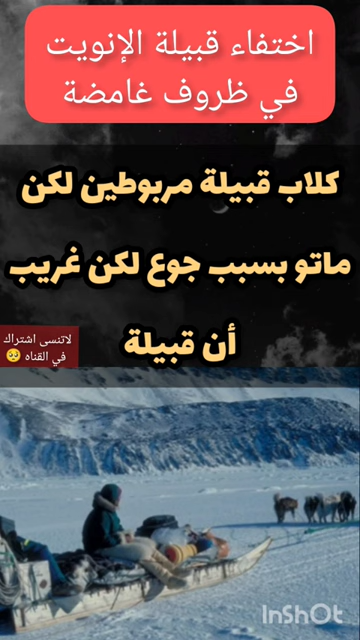 اختفاء قبيلة الإنويت
في ظروف غامضة
كلاب قبيلة مربوطين لكن
ماتو بسبب جوع لكن غريب
أن قبيلة
لاتنسى اشتراك
في القناه 🥺
InShOt